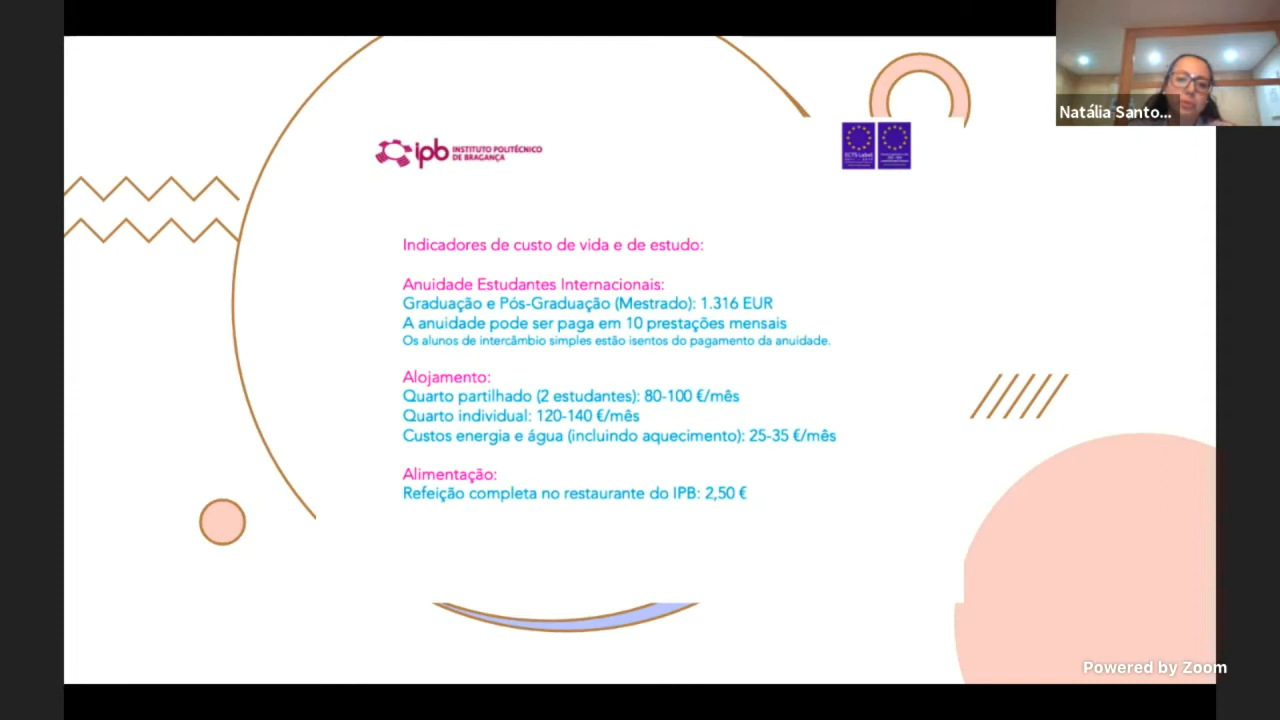 Natália Santo...
ipb INSTITUTO POLITÉCNICO
DE BRAGANÇA
ECTS Label
Indicadores de custo de vida e de estudo:
Anuidade Estudantes Internacionais:
Graduação e Pós-Graduação (Mestrado): 1.316 EUR
A anuidade pode ser paga em 10 prestações mensais
Os alunos de intercâmbio simples estão isentos do pagamento da anuidade.
Alojamento:
Quarto partilhado (2 estudantes): 80-100 €/mês
Quarto individual: 120-140 €/mês
Custos energia e água (incluindo aquecimento): 25-35 €/mês
Alimentação:
Refeição completa no restaurante do IPB: 2,50 €
Powered by Zoom